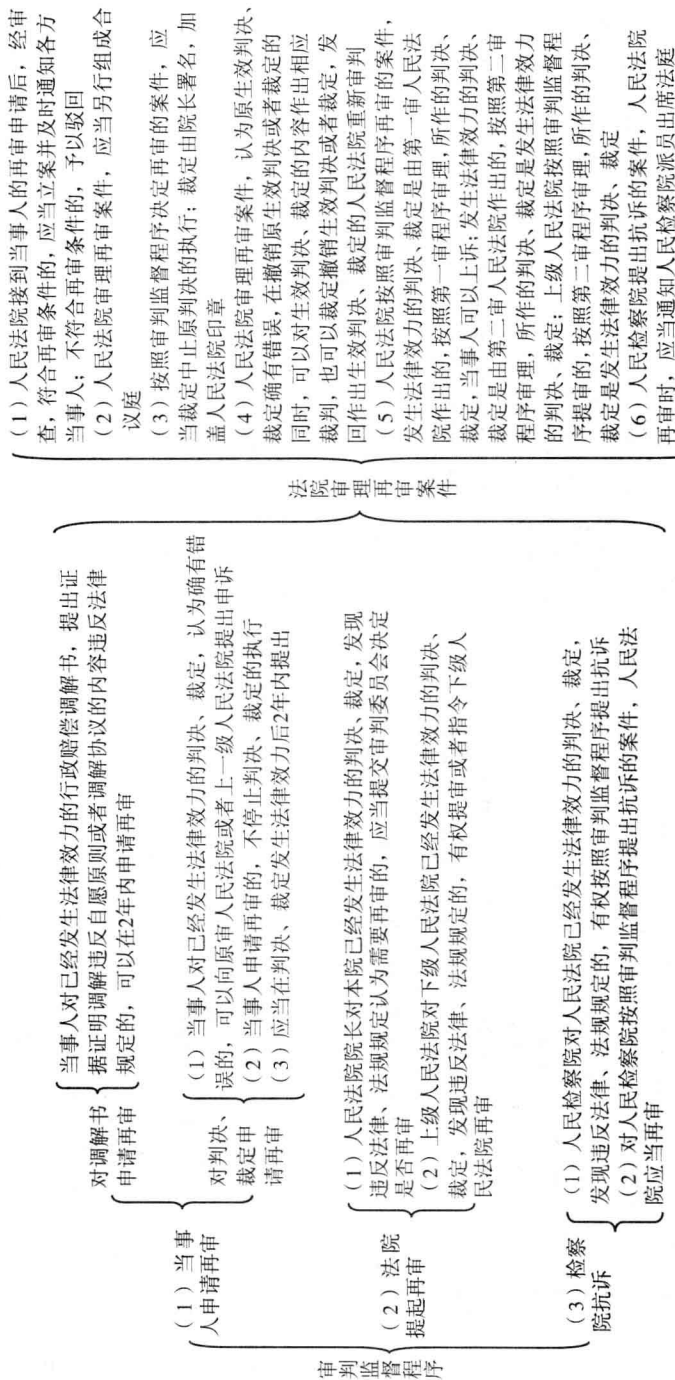 审判监督程序
(1)当事
人申请再审
对调解书
申请再审
当事人对已经发生法律效力的行政赔偿调解书，提出证
据证明调解违反自愿原则或者调解协议的内容违反法律
规定的，可以在2年内申请再审
对判决、
裁定申
请再审
(1)当事人对已经发生法律效力的判决、裁定，认为确有错
误的，可以向原审人民法院或者上一级人民法院提出申诉
(2)当事人申请再审的，不停止判决、裁定的执行
(3)应当在判决、裁定发生法律效力后2年内提出
(2)法院
提起再审
(1)人民法院院长对本院已经发生法律效力的判决、裁定，发现
违反法律、法规规定认为需要再审的，应当提交审判委员会决定
是否再审
(2)上级人民法院对下级人民法院已经发生法律效力的判决、
裁定，发现违反法律、法规规定的，有权提审或者指令下级人
民法院再审
(3)检察
院抗诉
(1)人民检察院对人民法院已经发生法律效力的判决、裁定，
发现违反法律、法规规定的，有权按照审判监督程序提出抗诉
(2)对人民检察院按照审判监督程序提出抗诉的案件，人民法
院应当再审
法院审理再审案件
(1)人民法院接到当事人的再审申请后，经审
查，符合再审条件的，应当立案并及时通知各方
当事人；不符合再审条件的，予以驳回
(2)人民法院审理再审案件，应当另行组成合
议庭
(3)按照审判监督程序决定再审的案件，应
当裁定中止原判决的执行；裁定由院长署名，加
盖人民法院印章
(4)人民法院审理再审案件，认为原生效判决、
裁定确有错误，在撤销原生效判决或者裁定的
同时，可以对生效判决、裁定的内容作出相应
裁判，也可以裁定撤销生效判决或者裁定，发
回作出生效判决、裁定的人民法院重新审判
(5)人民法院按照审判监督程序再审的案件，
发生法律效力的判决、裁定是由第一审人民法
院作出的，按照第一审程序审理，所作的判决、
裁定，当事人可以上诉；发生法律效力的判决、
裁定是由第二审人民法院作出的，按照第二审
程序审理，所作的判决、裁定是发生法律效力
的判决、裁定；上级人民法院按照审判监督程
序提审的，按照第二审程序审理，所作的判决、
裁定是发生法律效力的判决、裁定
(6)人民检察院提出抗诉的案件，人民法院
再审时，应当通知人民检察院派员出席法庭